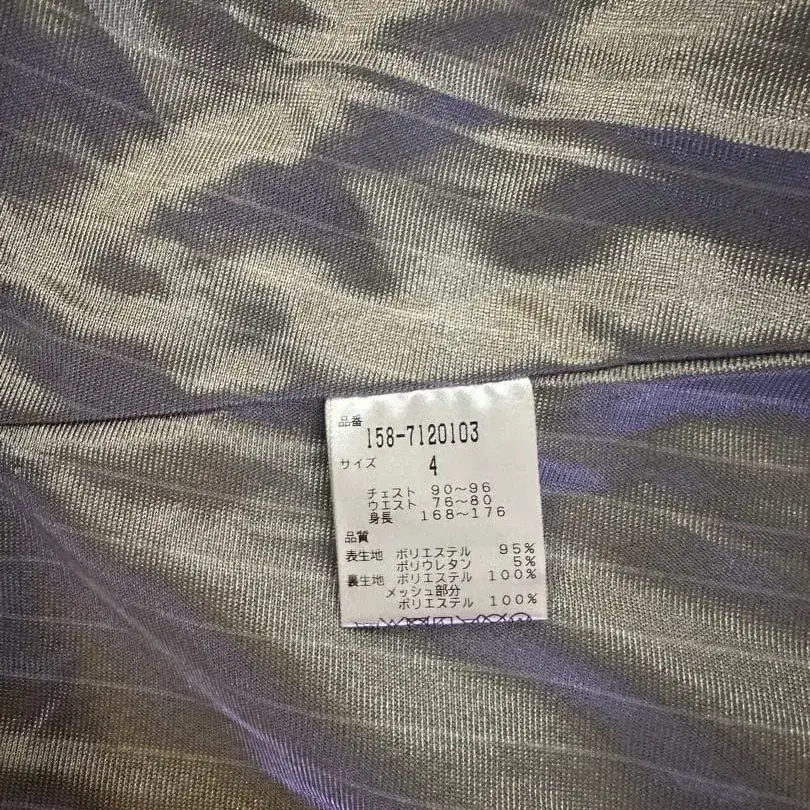 品番
158-7120103
サイズ 4
チェスト 90～96
ウエスト 76～80
身長 168～176
品質
表生地 ポリエステル 95%
ポリウレタン 5%
裏生地 ポリエステル 100%
メッシュ部分
ポリエステル 100%